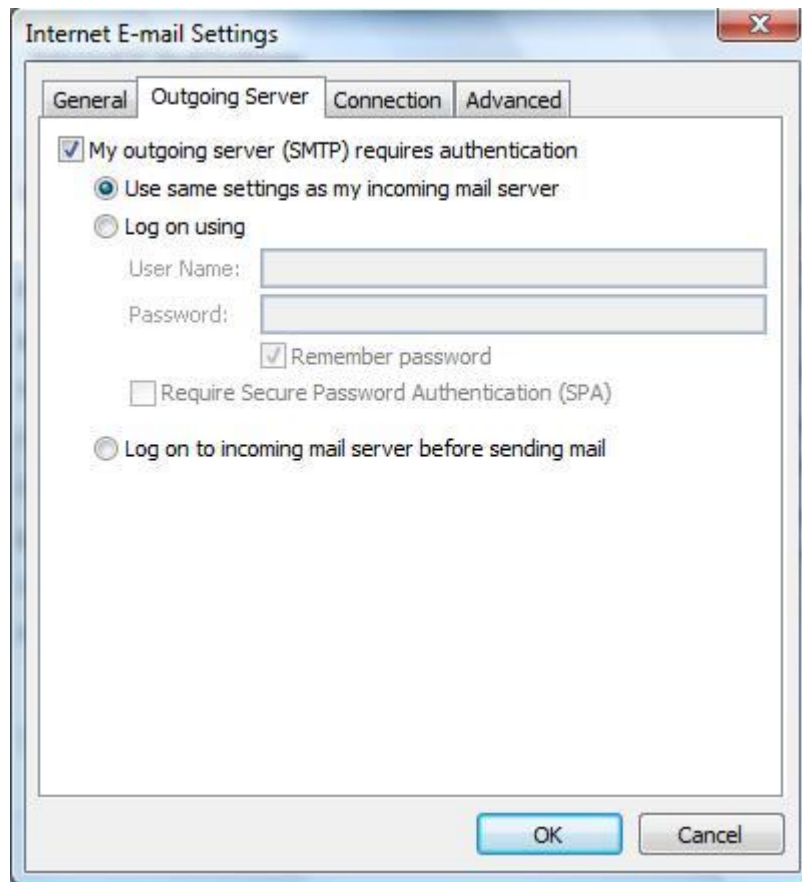 Internet E-mail Settings
General Outgoing Server Connection Advanced
My outgoing server (SMTP) requires authentication
Use same settings as my incoming mail server
Log on using
User Name:
Password:
Remember password
Require Secure Password Authentication (SPA)
Log on to incoming mail server before sending mail
OK Cancel